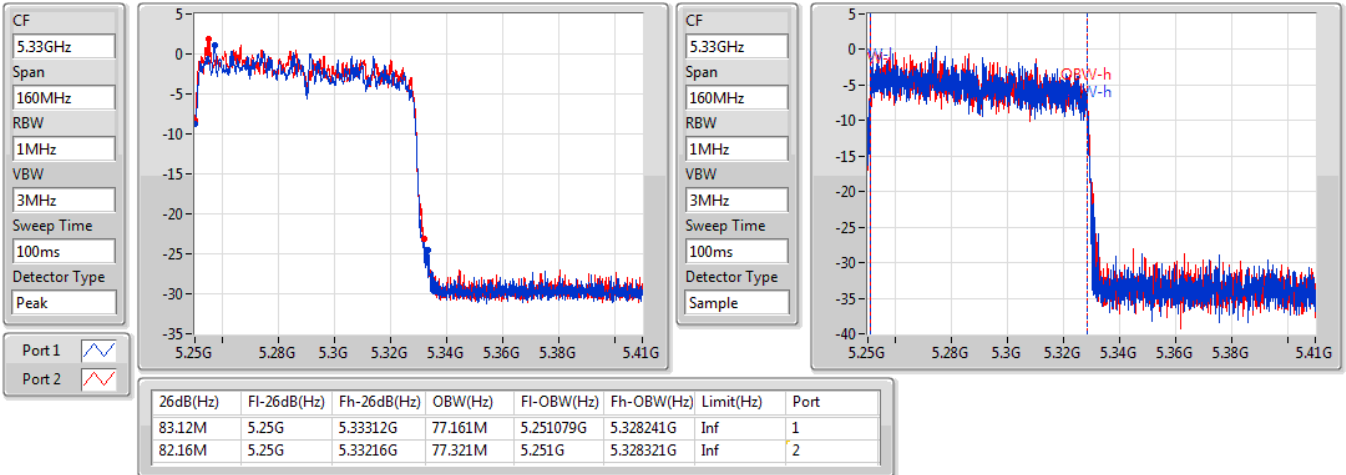 CF
5.33GHz
Span
160MHz
RBW
1MHz
VBW
3MHz
Sweep Time
100ms
Detector Type
Peak
Port 1
Port 2
5
0
-5
-10
-15
-20
-25
-30
-35
5.25G 5.28G 5.3G 5.32G 5.34G 5.36G 5.38G 5.41G
CF
5.33GHz
Span
160MHz
RBW
1MHz
VBW
3MHz
Sweep Time
100ms
Detector Type
Sample
5
0
-5
-10
-15
-20
-25
-30
-35
-40
OBW-h
5.25G 5.28G 5.3G 5.32G 5.34G 5.36G 5.38G 5.41G
26dB(Hz) Fl-26dB(Hz) Fh-26dB(Hz) OBW(Hz) Fl-OBW(Hz) Fh-OBW(Hz) Limit(Hz) Port
83.12M 5.25G 5.33312G 77.161M 5.251079G 5.328241G Inf 1
82.16M 5.25G 5.33216G 77.321M 5.251G 5.328321G Inf 2